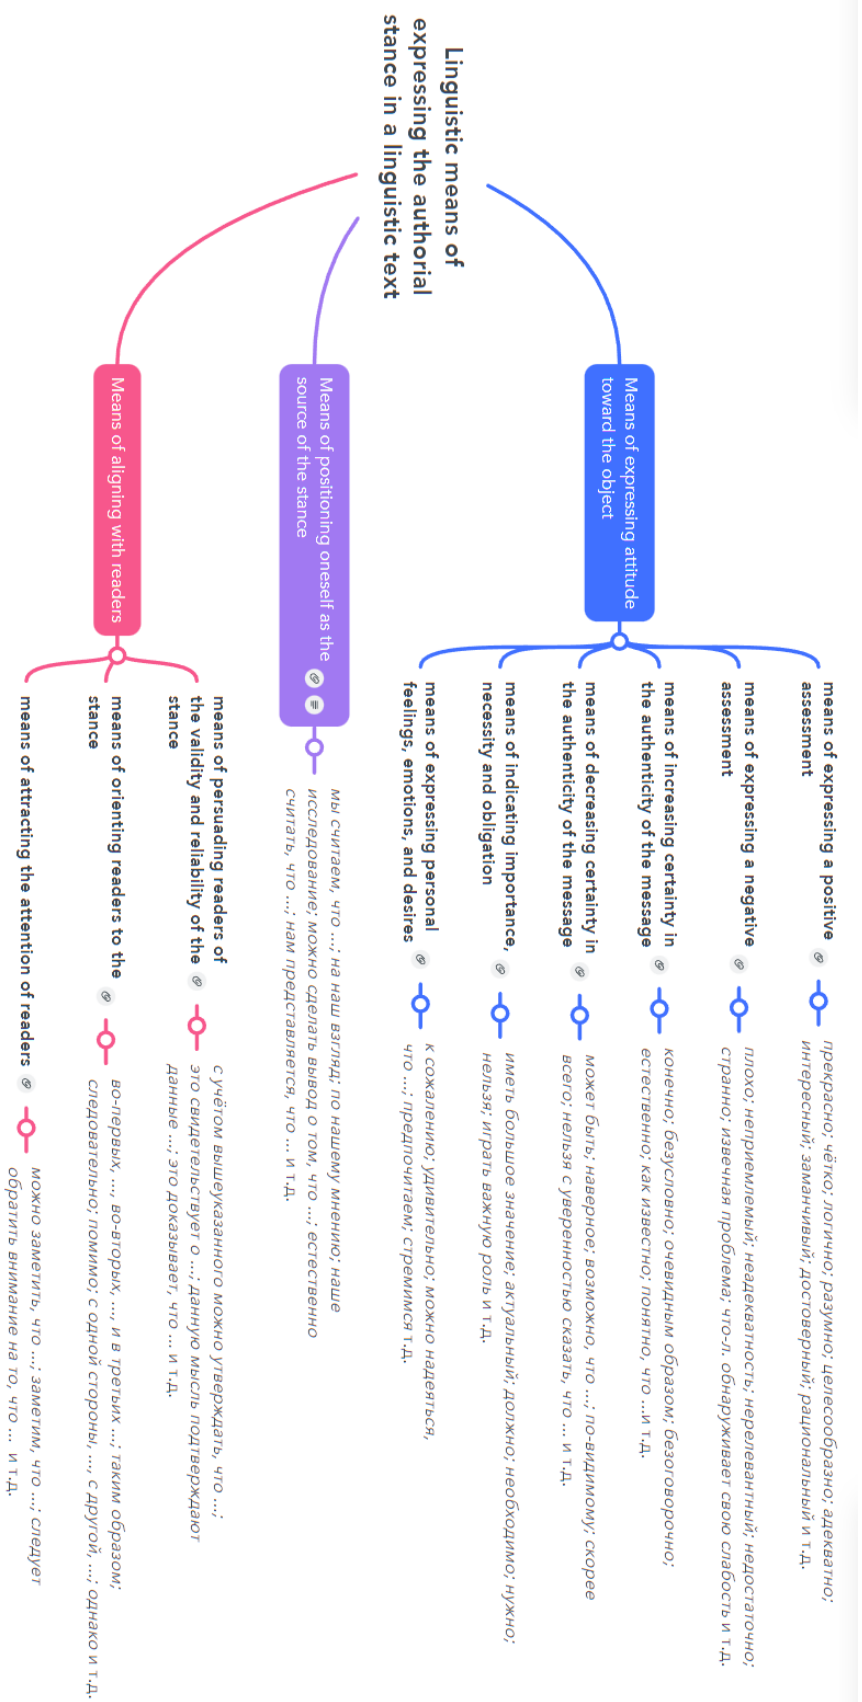 Linguistic means of
expressing the authorial
stance in a linguistic text
Means of expressing attitude
toward the object
means of expressing a positive
assessment
прекрасно; чётко; логично; разумно; целесообразно; адекватно;
интересный; заманчивый; достоверный; рациональный и т.д.
means of expressing a negative
assessment
плохо; неприемлемый; неадекватность; нерелевантный; недостаточно;
странно; извечная проблема; что-л. обнаруживает свою слабость и т.д.
means of increasing certainty in
the authenticity of the message
конечно; безусловно; очевидным образом; безоговорочно;
естественно; как известно; понятно, что ...и т.д.
means of decreasing certainty in
the authenticity of the message
может быть; наверное; возможно, что ...; по-видимому; скорее
всего; нельзя с уверенностью сказать, что ... и т.д.
means of indicating importance,
necessity and obligation
иметь большое значение; актуальный; должно; необходимо; нужно;
нельзя; играть важную роль и т.д.
means of expressing personal
feelings, emotions, and desires
к сожалению; удивительно; можно надеяться,
что ...; предпочитаем; стремимся т.д.
Means of positioning oneself as the
source of the stance
мы считаем, что ...; на наш взгляд; по нашему мнению; наше
исследование; можно сделать вывод о том, что ...; естественно
считать, что ...; нам представляется, что ... и т.д.
Means of aligning with readers
means of persuading readers of
the validity and reliability of the
stance
с учётом вышеуказанного можно утверждать, что ...;
это свидетельствует о ...; данную мысль подтверждают
данные ...; это доказывает, что ... и т.д.
means of orienting readers to the
stance
во-первых, ..., во-вторых, ..., и в третьих ...; таким образом;
следовательно; помимо; с одной стороны, ..., с другой, ...; однако и т.д.
means of attracting the attention of readers
можно заметить, что ...; заметим, что ...; следует
обратить внимание на то, что ... и т.д.